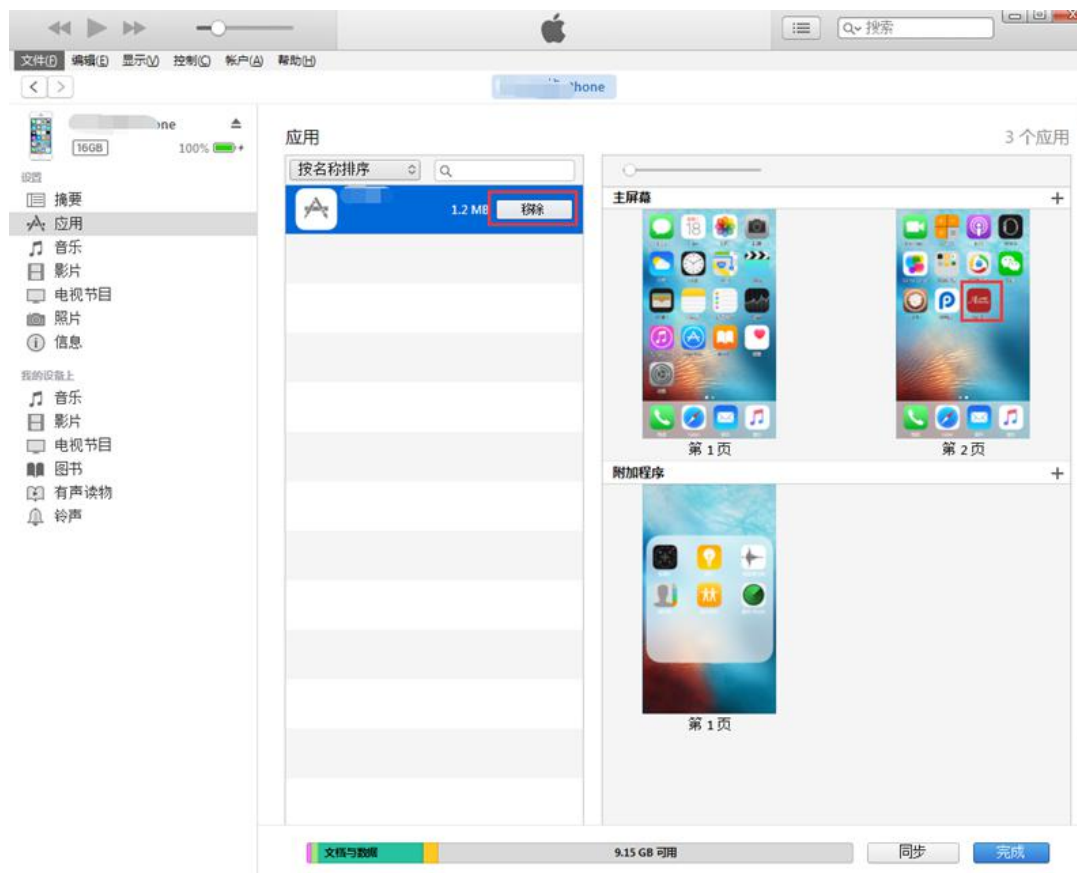 搜索
文件(F) 编辑(E) 显示(V) 控制(C) 帐户(A) 帮助(H)
hone
one
16GB 100%
设置
摘要
应用
音乐
影片
电视节目
照片
信息
我的设备上
音乐
影片
电视节目
图书
有声读物
铃声
应用 3 个应用
按名称排序
1.2 MB 移除
主屏幕
18
第 1 页 第 2 页
附加程序
第 1 页
文档与数据 9.15 GB 可用 同步 完成